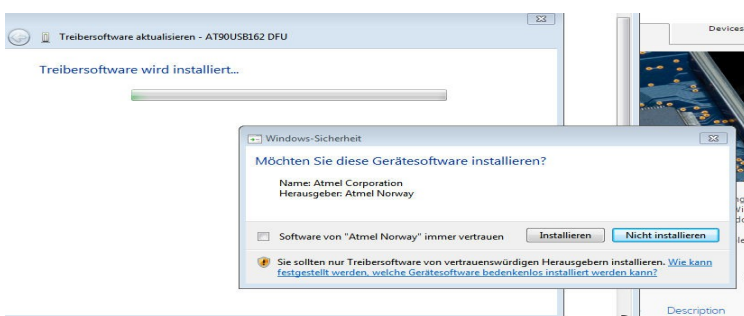 Treibersoftware aktualisieren - AT90USB162 DFU
Treibersoftware wird installiert...
Windows-Sicherheit
Möchten Sie diese Gerätesoftware installieren?
Name: Atmel Corporation
Herausgeber: Atmel Norway
Software von "Atmel Norway" immer vertrauen
Installieren
Nicht installieren
Sie sollten nur Treibersoftware von vertrauenswürdigen Herausgebern installieren. Wie kann
festgestellt werden, welche Gerätesoftware bedenkenlos installiert werden kann?
Devices
Description